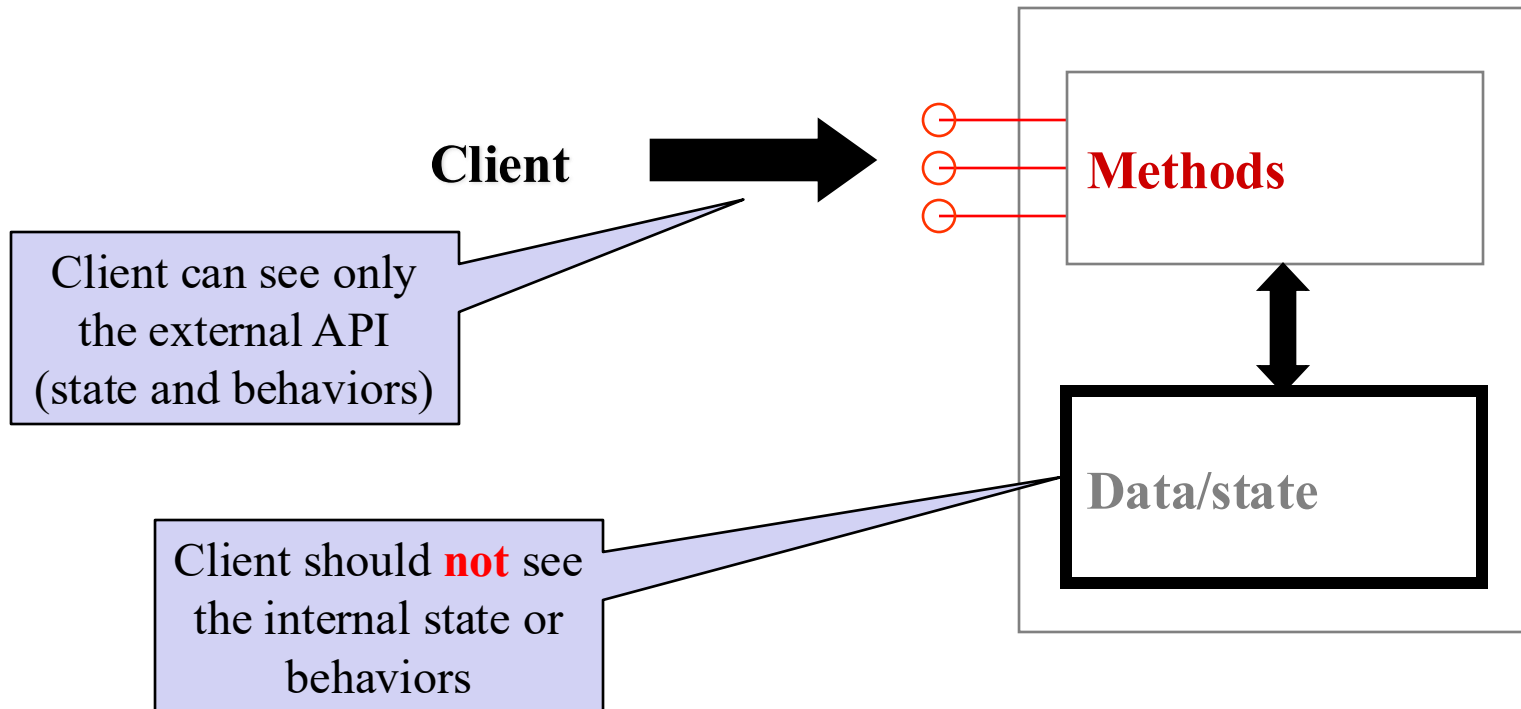 Client
Methods
Client can see only
the external API
(state and behaviors)
Data/state
Client should not see
the internal state or
behaviors